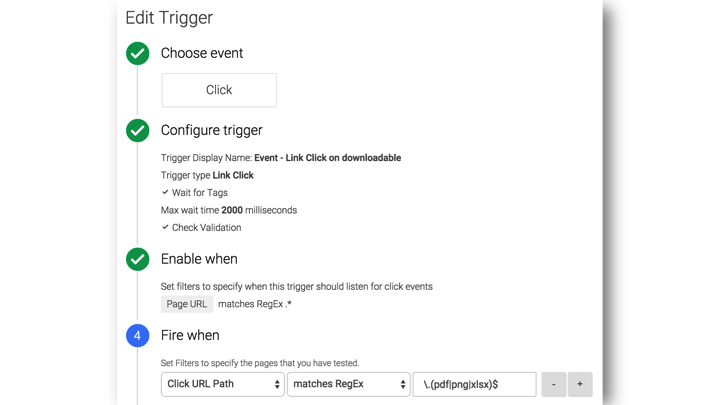 Edit Trigger
Choose event
Click
Configure trigger
Trigger Display Name: Event - Link Click on downloadable
Trigger type Link Click
Wait for Tags
Max wait time 2000 milliseconds
Check Validation
Enable when
Set filters to specify when this trigger should listen for click events
Page URL matches RegEx .*
4 Fire when
Set Filters to specify the pages that you have tested.
Click URL Path matches RegEx \.(pdf|png|xlsx)$ - +